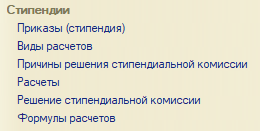 Стипендии
Приказы (стипендия)
Виды расчетов
Причины решения стипендиальной комиссии
Расчеты
Решение стипендиальной комиссии
Формулы расчетов